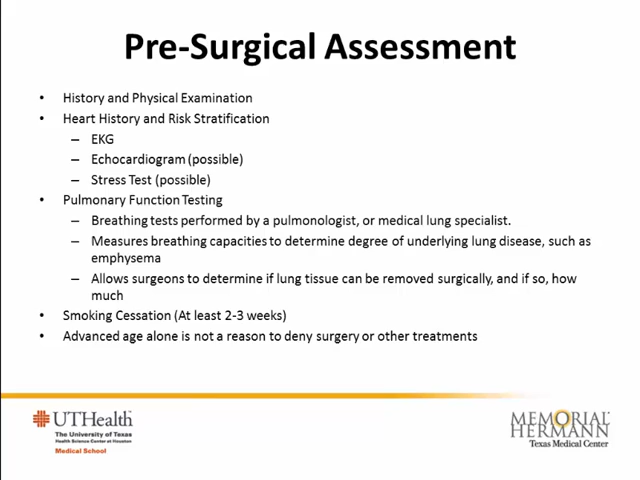 Pre-Surgical Assessment
• History and Physical Examination
• Heart History and Risk Stratification
– EKG
– Echocardiogram (possible)
– Stress Test (possible)
• Pulmonary Function Testing
– Breathing tests performed by a pulmonologist, or medical lung specialist.
– Measures breathing capacities to determine degree of underlying lung disease, such as
emphysema
– Allows surgeons to determine if lung tissue can be removed surgically, and if so, how
much
• Smoking Cessation (At least 2-3 weeks)
• Advanced age alone is not a reason to deny surgery or other treatments
UTHealth
The University of Texas
Health Science Center at Houston
Medical School
MEMORIAL
HERMANN
Texas Medical Center